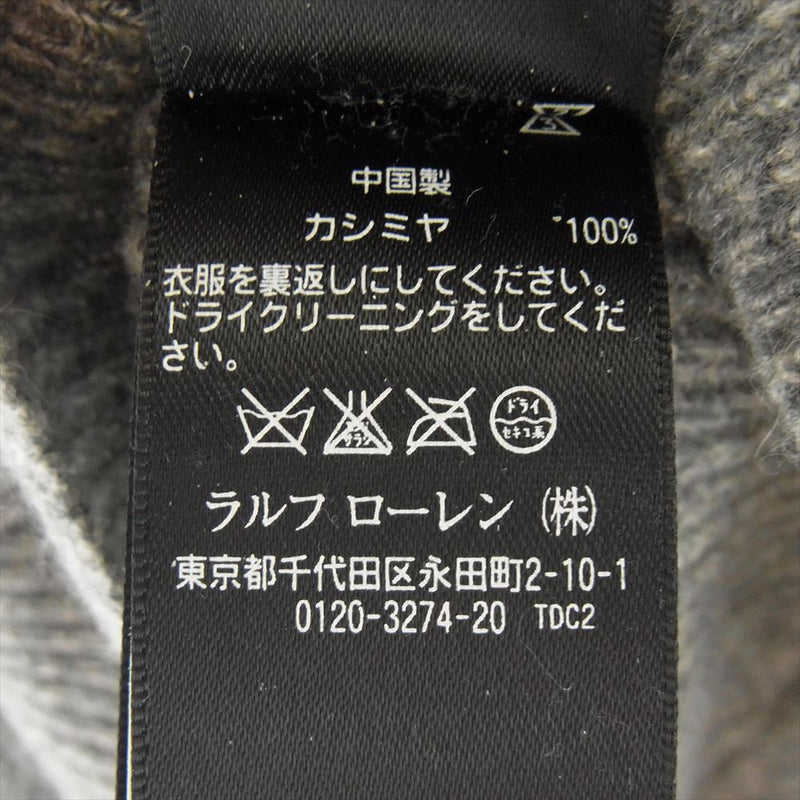 中国製
カシミヤ 100%
衣服を裏返しにしてください。
ドライクリーニングをしてくだ
さい。
ドライ
セキユ系
ラルフ ローレン (株)
東京都千代田区永田町2-10-1
0120-3274-20 TDC2